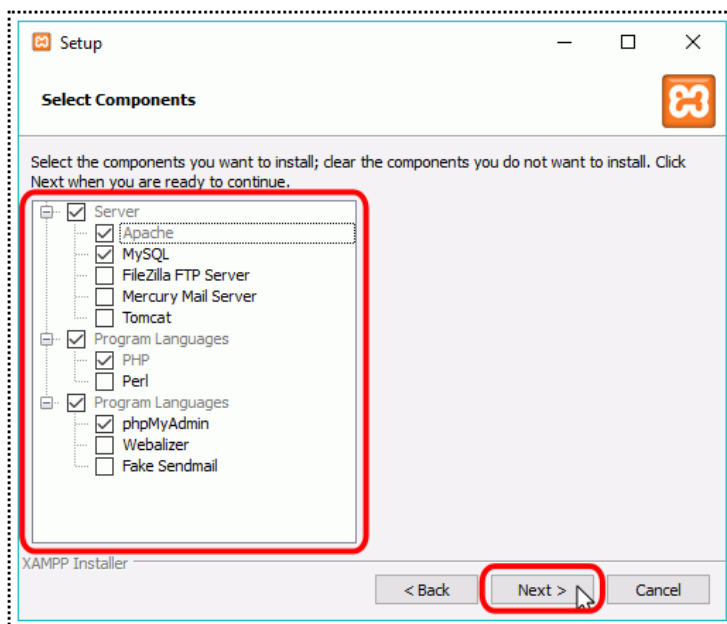 Setup
Select Components
Select the components you want to install; clear the components you do not want to install. Click
Next when you are ready to continue.
Server
Apache
MySQL
FileZilla FTP Server
Mercury Mail Server
Tomcat
Program Languages
PHP
Perl
Program Languages
phpMyAdmin
Webalizer
Fake Sendmail
XAMPP Installer
< Back
Next >
Cancel